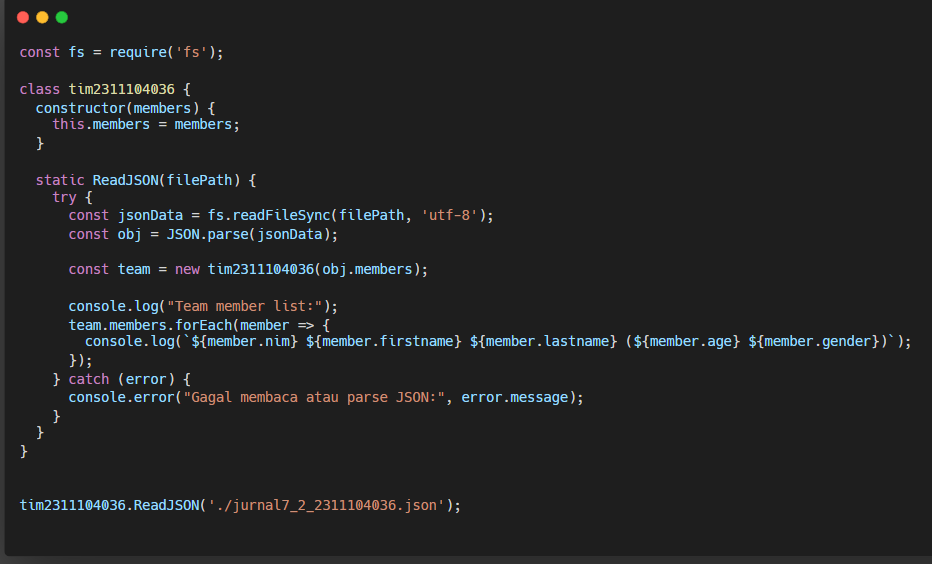 const fs = require('fs');
class tim2311104036 {
constructor(members) {
this.members = members;
}
static ReadJSON(filePath) {
try {
const jsonData = fs.readFileSync(filePath, 'utf-8');
const obj = JSON.parse(jsonData);
const team = new tim2311104036(obj.members);
console.log("Team member list:");
team.members.forEach(member => {
console.log(`${member.nim} ${member.firstname} ${member.lastname} (${member.age} ${member.gender})`);
});
} catch (error) {
console.error("Gagal membaca atau parse JSON:", error.message);
}
}
}
tim2311104036.ReadJSON('./jurnal7_2_2311104036.json');